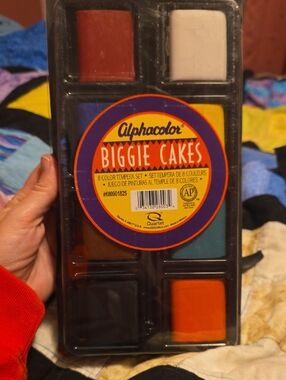 alphacolor®
BIGGIE CAKES
8 COLOR TEMPERA SET • SET TEMPERA DE 8 COULEURS
• JUEGO DE PINTURAS AL TEMPLE DE 8 COLORES •
AP
Q
Quartet